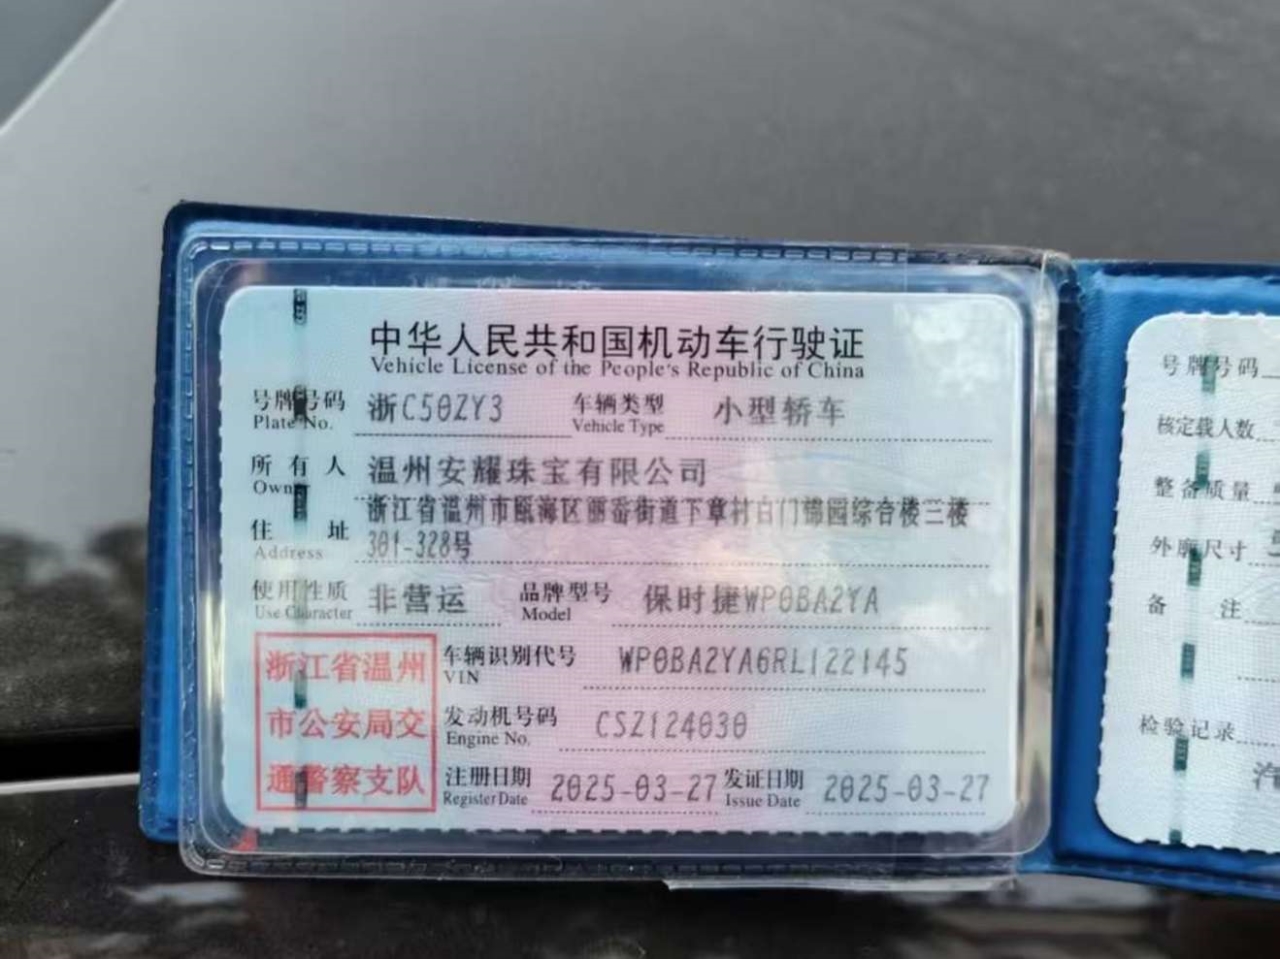 中华人民共和国机动车行驶证
Vehicle License of the People's Republic of China
号牌号码 浙C50ZY3 车辆类型 小型轿车
Plate No. Vehicle Type
所有人 温州安耀珠宝有限公司
Owner
住址 浙江省温州市瓯海区丽岙街道下章村白门锦园综合楼三楼
Address 301-328号
使用性质 非营运 品牌型号 保时捷WP0BA2YA
Use Character Model
浙江省温州
市公安局交
通警察支队
车辆识别代号 WP0BA2YA6RL122145
VIN
发动机号码 CSZ124030
Engine No.
注册日期 2025-03-27 发证日期 2025-03-27
Register Date Issue Date
号牌号码
核定载人数
整备质量
外廓尺寸
备注
检验记录